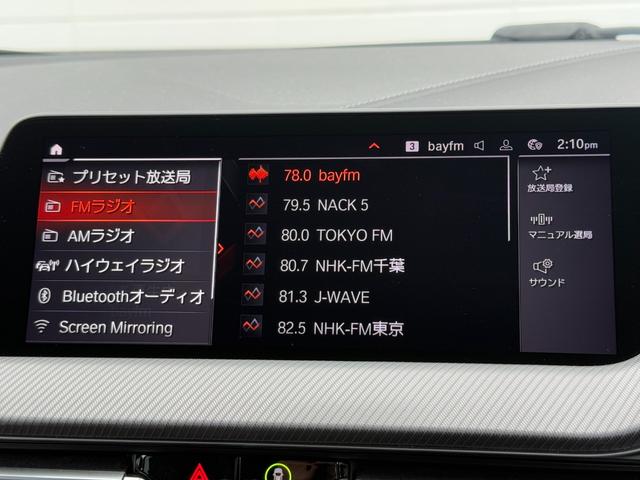 3 bayfm 2:10pm
プリセット放送局
FMラジオ
AMラジオ
ハイウェイラジオ
Bluetoothオーディオ
Screen Mirroring
78.0 bayfm
79.5 NACK 5
80.0 TOKYO FM
80.7 NHK-FM千葉
81.3 J-WAVE
82.5 NHK-FM東京
放送局登録
マニュアル選局
サウンド